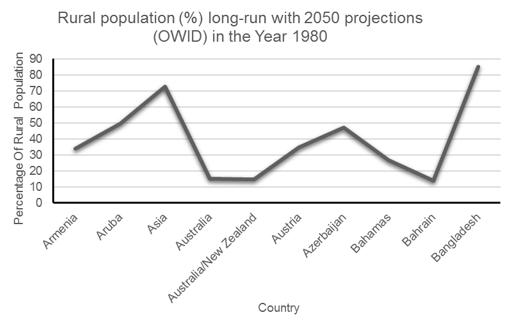 Rural population (%) long-run with 2050 projections
(OWID) in the Year 1980
Percentage Of Rural Population
90
80
70
60
50
40
30
20
10
0
Armenia
Aruba
Asia
Australia
Australia/New Zealand
Austria
Azerbaijan
Bahamas
Bahrain
Bangladesh
Country